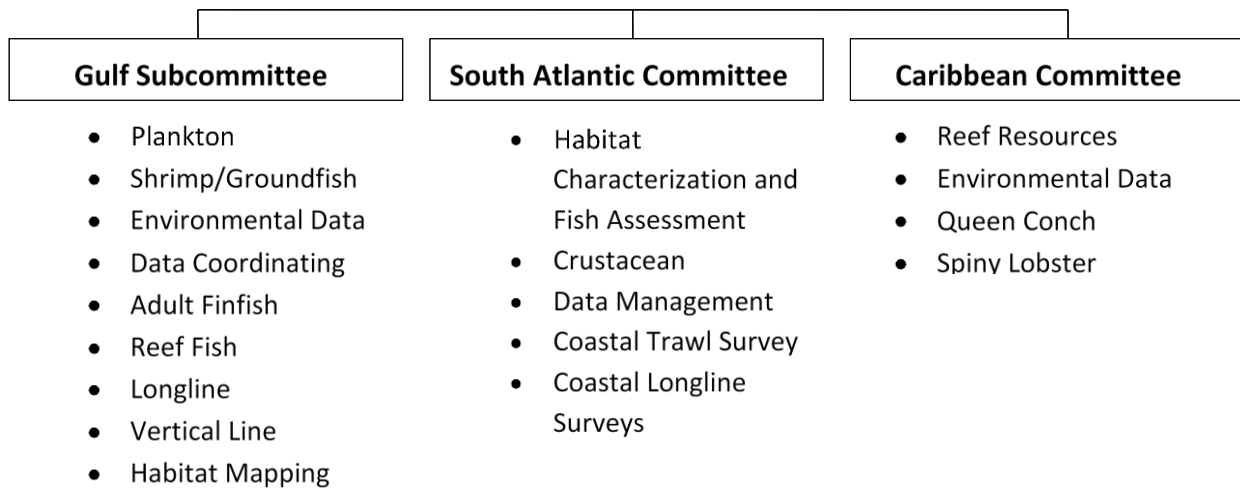 Gulf Subcommittee
• Plankton
• Shrimp/Groundfish
• Environmental Data
• Data Coordinating
• Adult Finfish
• Reef Fish
• Longline
• Vertical Line
• Habitat Mapping
South Atlantic Committee
• Habitat
Characterization and
Fish Assessment
• Crustacean
• Data Management
• Coastal Trawl Survey
• Coastal Longline
Surveys
Caribbean Committee
• Reef Resources
• Environmental Data
• Queen Conch
• Spiny Lobster